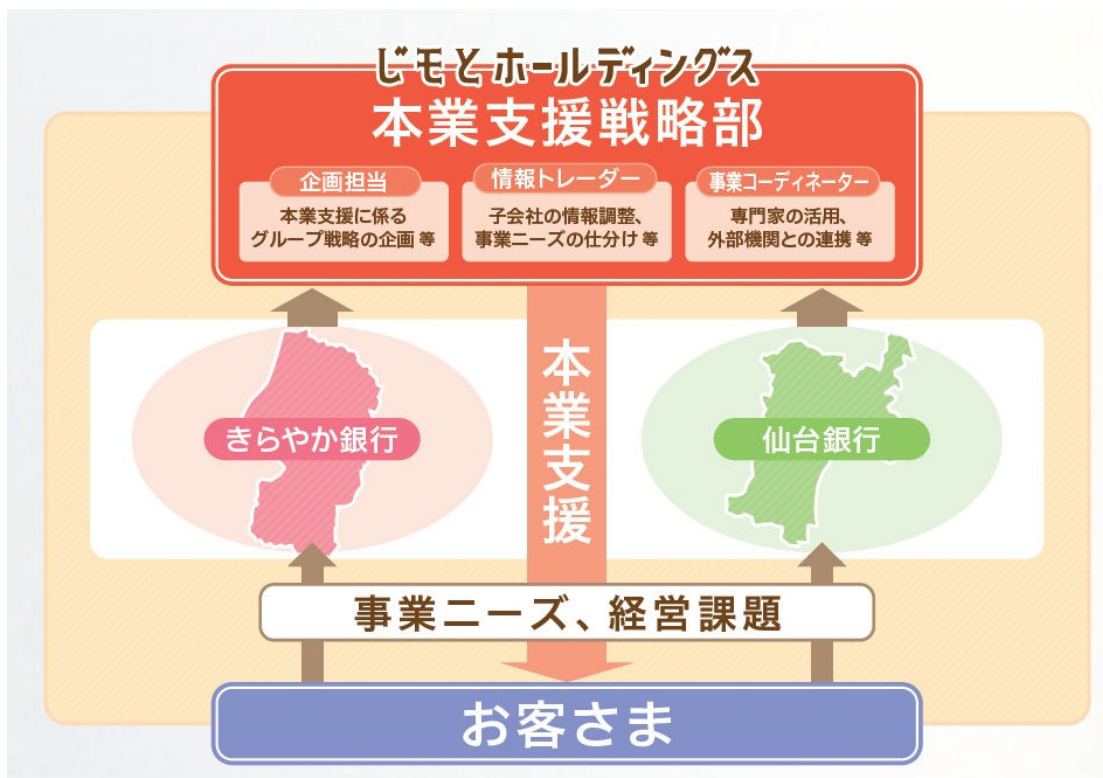 じモとホールディングス
本業支援戦略部
企画担当
本業支援に係る
グループ戦略の企画 等
情報トレーダー
子会社の情報調整、
事業ニーズの仕分け 等
事業コーディネーター
専門家の活用、
外部機関との連携 等
きらやか銀行
本業支援
仙台銀行
事業ニーズ、経営課題
お客さま